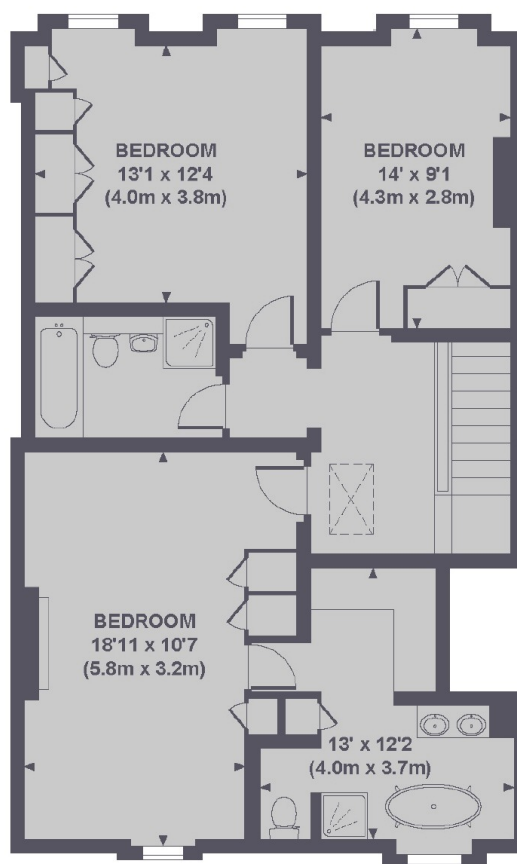 BEDROOM
13'1 x 12'4
(4.0m x 3.8m)
BEDROOM
14' x 9'1
(4.3m x 2.8m)
BEDROOM
18'11 x 10'7
(5.8m x 3.2m)
13' x 12'2
(4.0m x 3.7m)